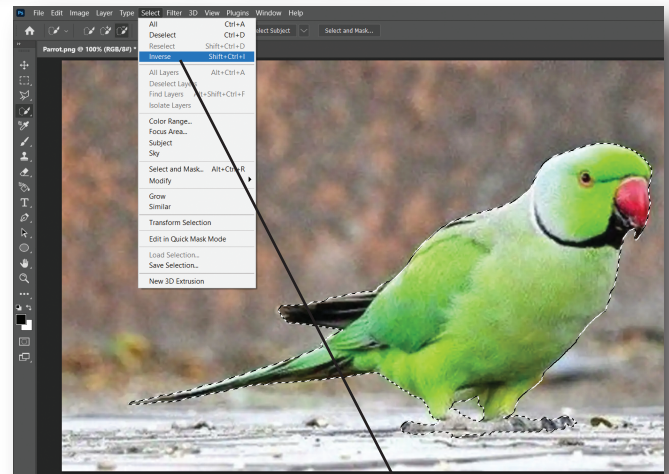 Ps File Edit Image Layer Type Select Filter 3D View Plugins Window Help
elect Subject Select and Mask...
Parrot.png @ 100% (RGB/8#) *
All Ctrl+A
Deselect Ctrl+D
Reselect Shift+Ctrl+D
Inverse Shift+Ctrl+I
All Layers Alt+Ctrl+A
Deselect Layers
Find Layers Alt+Shift+Ctrl+F
Isolate Layers
Color Range...
Focus Area...
Subject
Sky
Select and Mask... Alt+Ctrl+R
Modify
Grow
Similar
Transform Selection
Edit in Quick Mask Mode
Load Selection...
Save Selection...
New 3D Extrusion
T